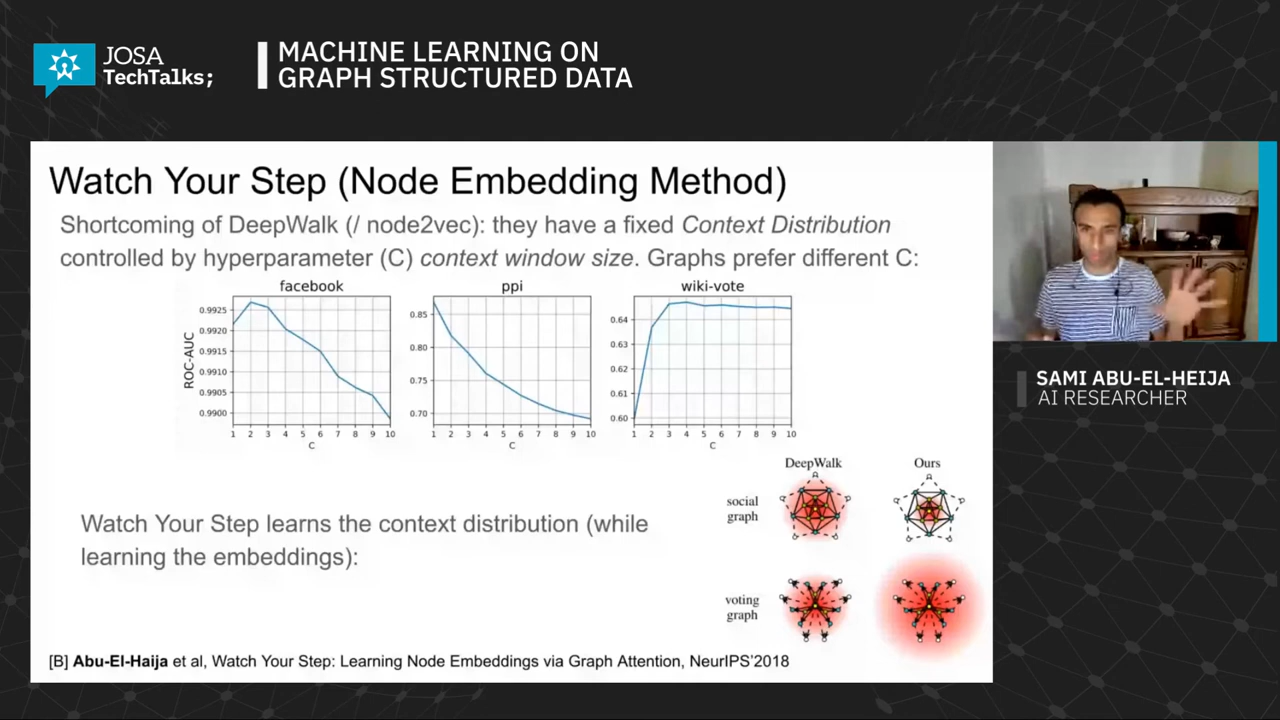 JOSA
TechTalks;
MACHINE LEARNING ON
GRAPH STRUCTURED DATA
Watch Your Step (Node Embedding Method)
Shortcoming of DeepWalk (/ node2vec): they have a fixed Context Distribution
controlled by hyperparameter (C) context window size. Graphs prefer different C:
facebook
ROC-AUC
0.9925
0.9920
0.9915
0.9910
0.9905
0.9900
1 2 3 4 5 6 7 8 9 10
C
ppi
0.85
0.80
0.75
0.70
1 2 3 4 5 6 7 8 9 10
C
wiki-vote
0.64
0.63
0.62
0.61
0.60
1 2 3 4 5 6 7 8 9 10
C
DeepWalk Ours
social
graph
voting
graph
Watch Your Step learns the context distribution (while
learning the embeddings):
[B] Abu-El-Haija et al, Watch Your Step: Learning Node Embeddings via Graph Attention, NeurIPS'2018
SAMI ABU-EL-HEIJA
AI RESEARCHER